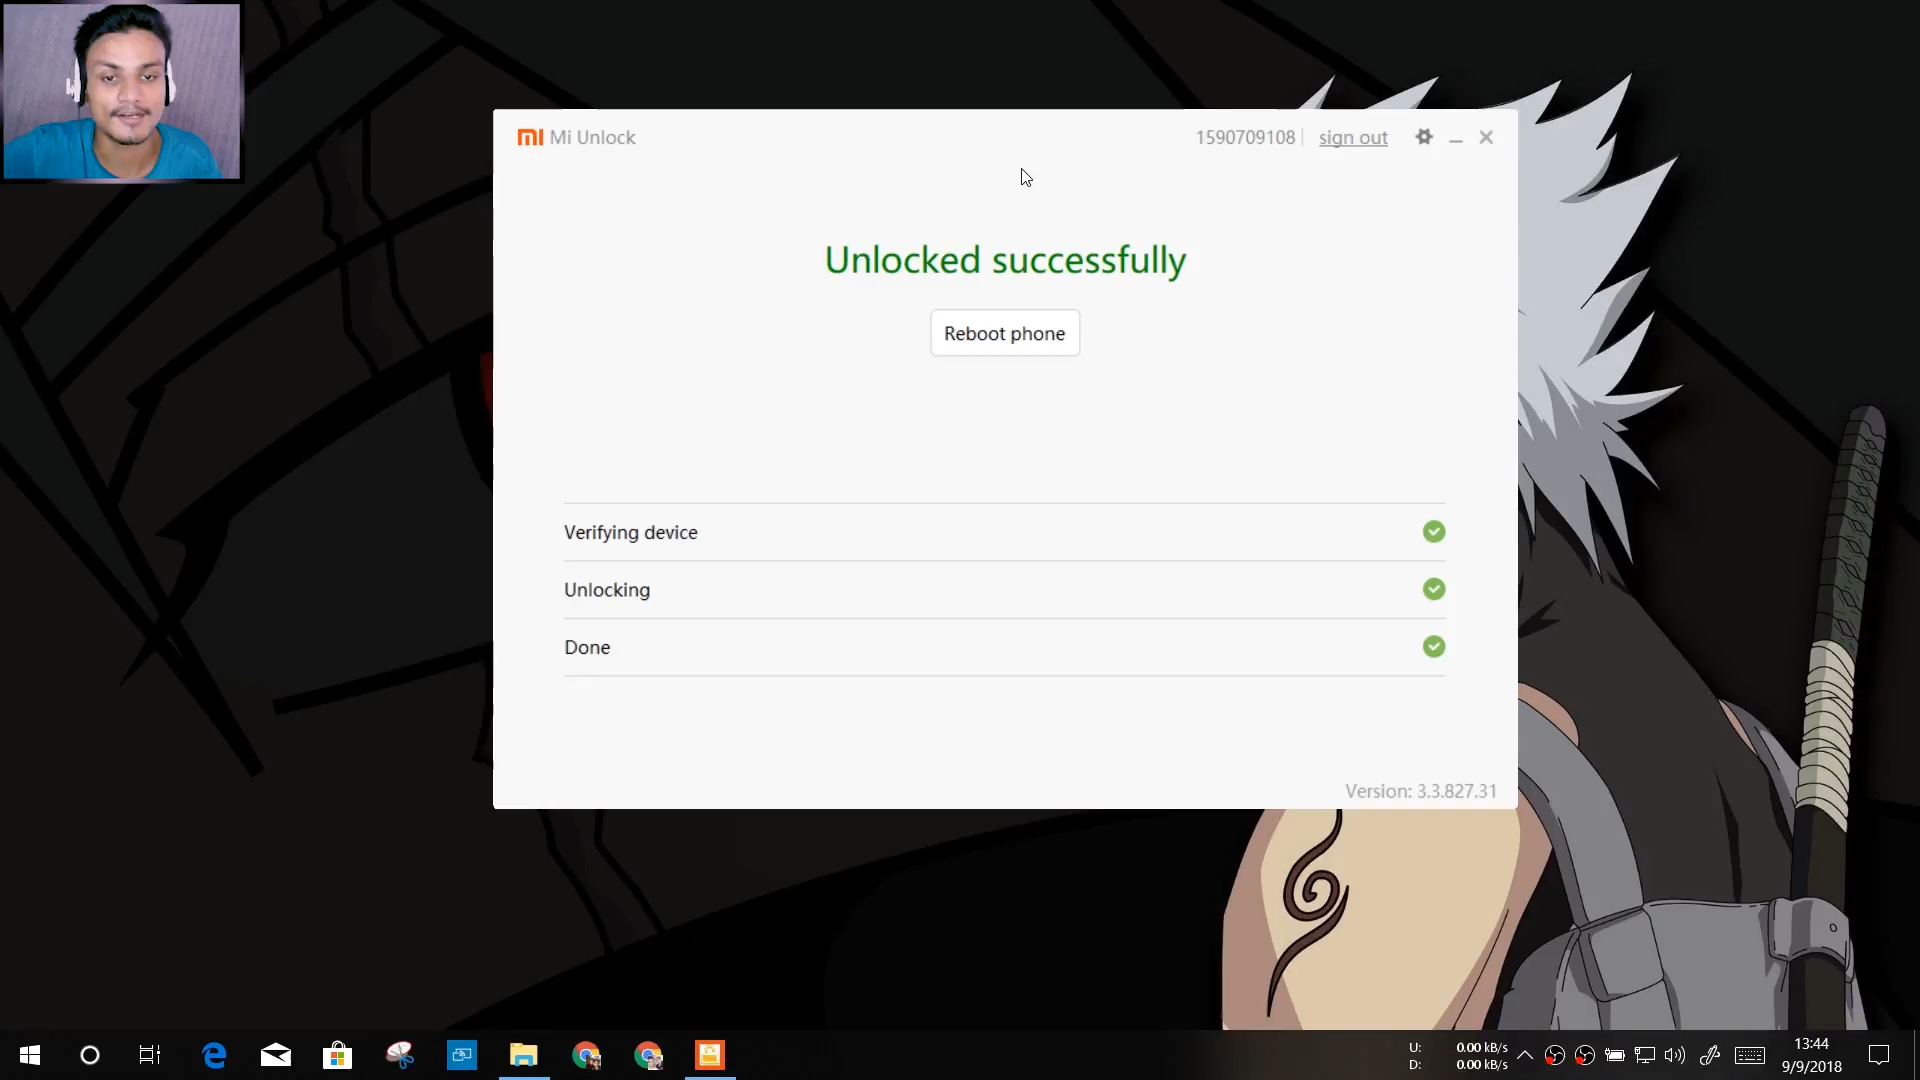 Mi Unlock
1590709108 | sign out
Unlocked successfully
Reboot phone
Verifying device
Unlocking
Done
Version: 3.3.827.31
U: 0.00 kB/s
D: 0.00 kB/s
13:44
9/9/2018